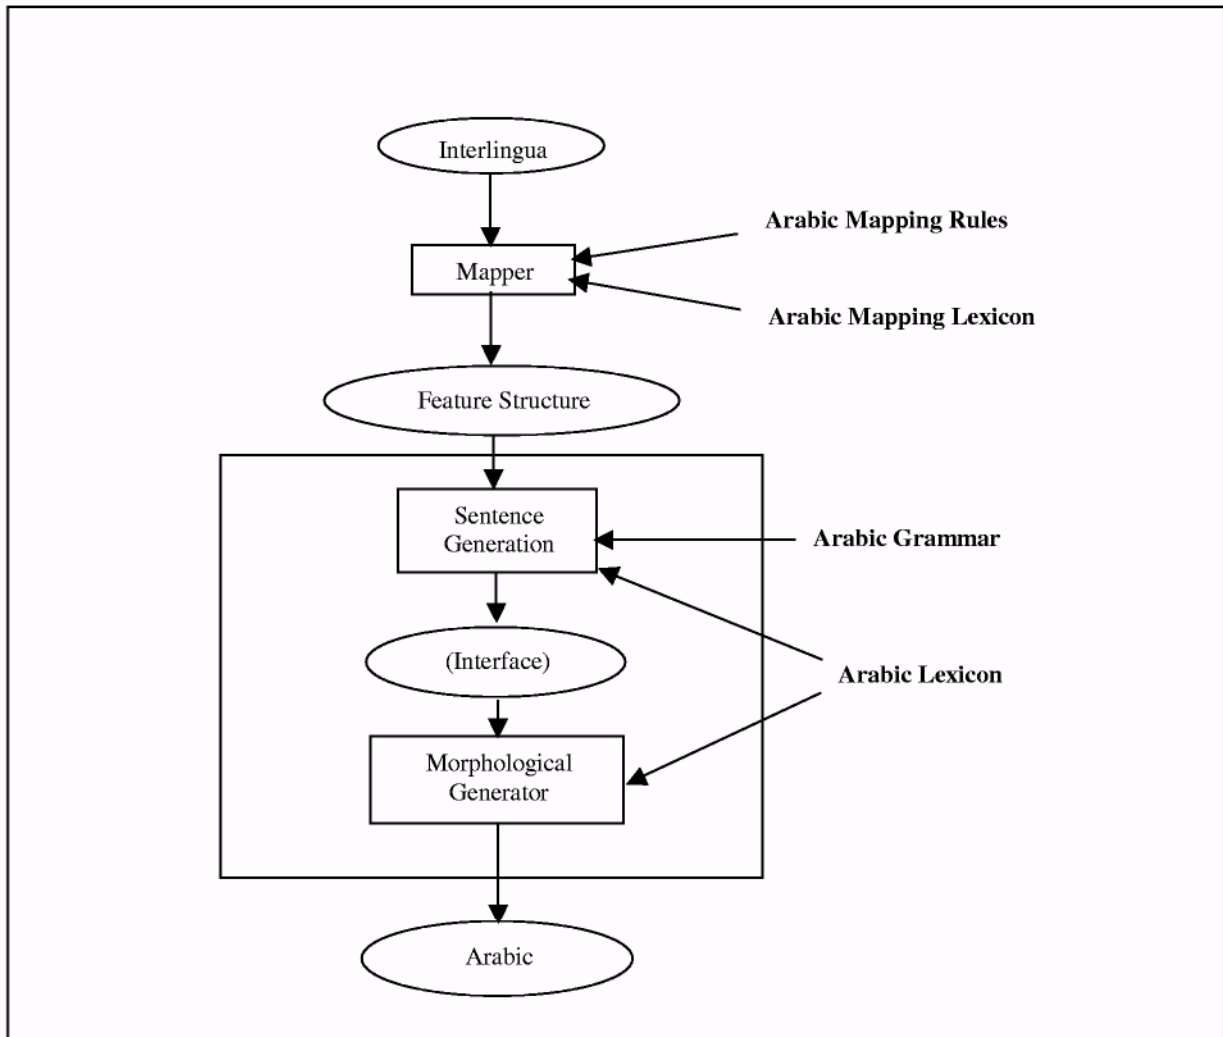 Interlingua
Arabic Mapping Rules
Mapper
Arabic Mapping Lexicon
Feature Structure
Sentence
Generation
Arabic Grammar
(Interface)
Arabic Lexicon
Morphological
Generator
Arabic